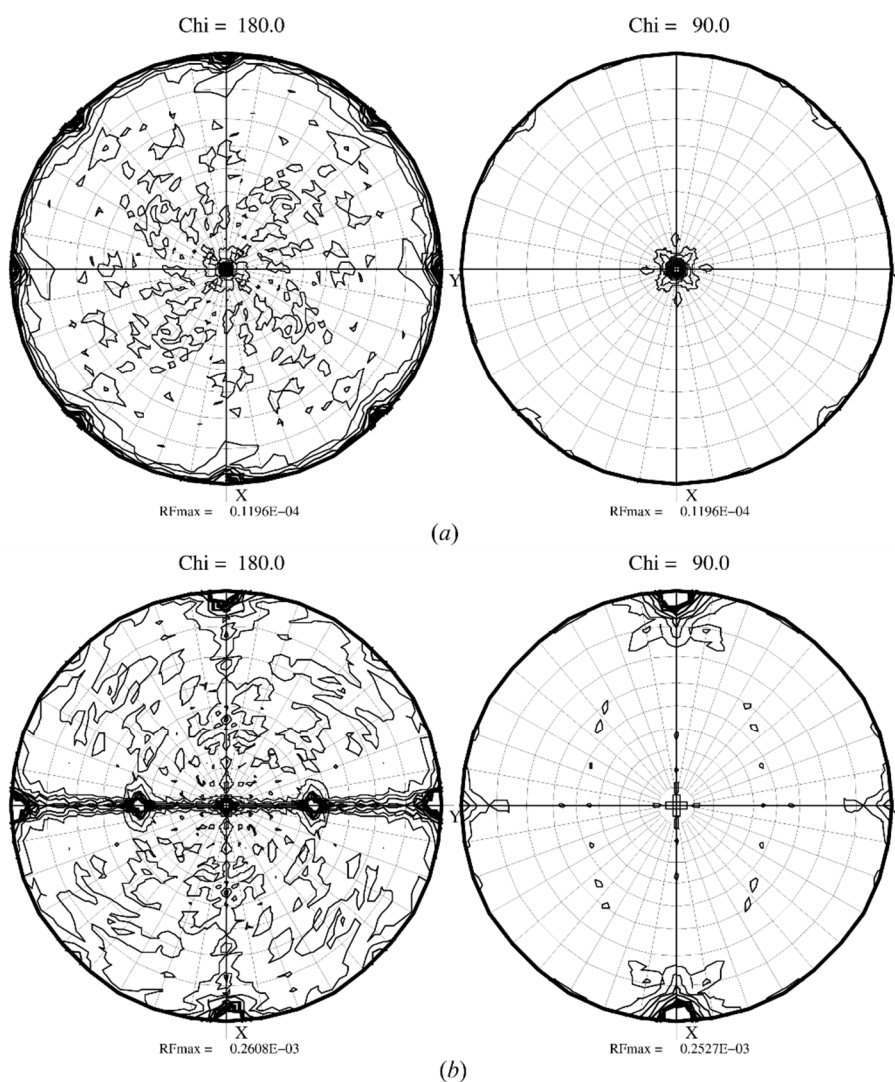 Chi = 180.0
Chi = 90.0
Y
X
X
RFmax = 0.1196E−04
RFmax = 0.1196E−04
(a)
Chi = 180.0
Chi = 90.0
Y
X
X
RFmax = 0.2608E−03
RFmax = 0.2527E−03
(b)